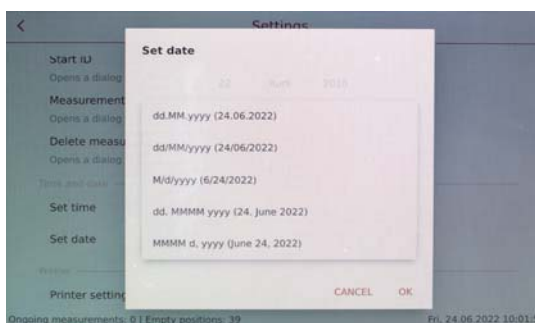 Settings
Start ID
Opens a dialog
Measurement
Opens a dialog
Delete measu
Opens a dialog
Time and date
Set time
Set date
Printer
Printer setting
Set date
22
2010
dd.MM.yyyy (24.06.2022)
dd/MM/yyyy (24/06/2022)
M/d/yyyy (6/24/2022)
dd. MMMM yyyy (24. June 2022)
MMMM d, yyyy (June 24, 2022)
CANCEL OK
Ongoing measurements: 0 | Empty positions: 39
Fri, 24.06.2022 10:01:5